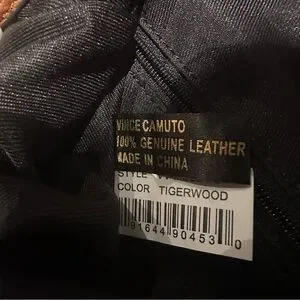 VINCE CAMUTO
100% GENUINE LEATHER
MADE IN CHINA
STYLE
COLOR TIGERWOOD
91644 90453 0